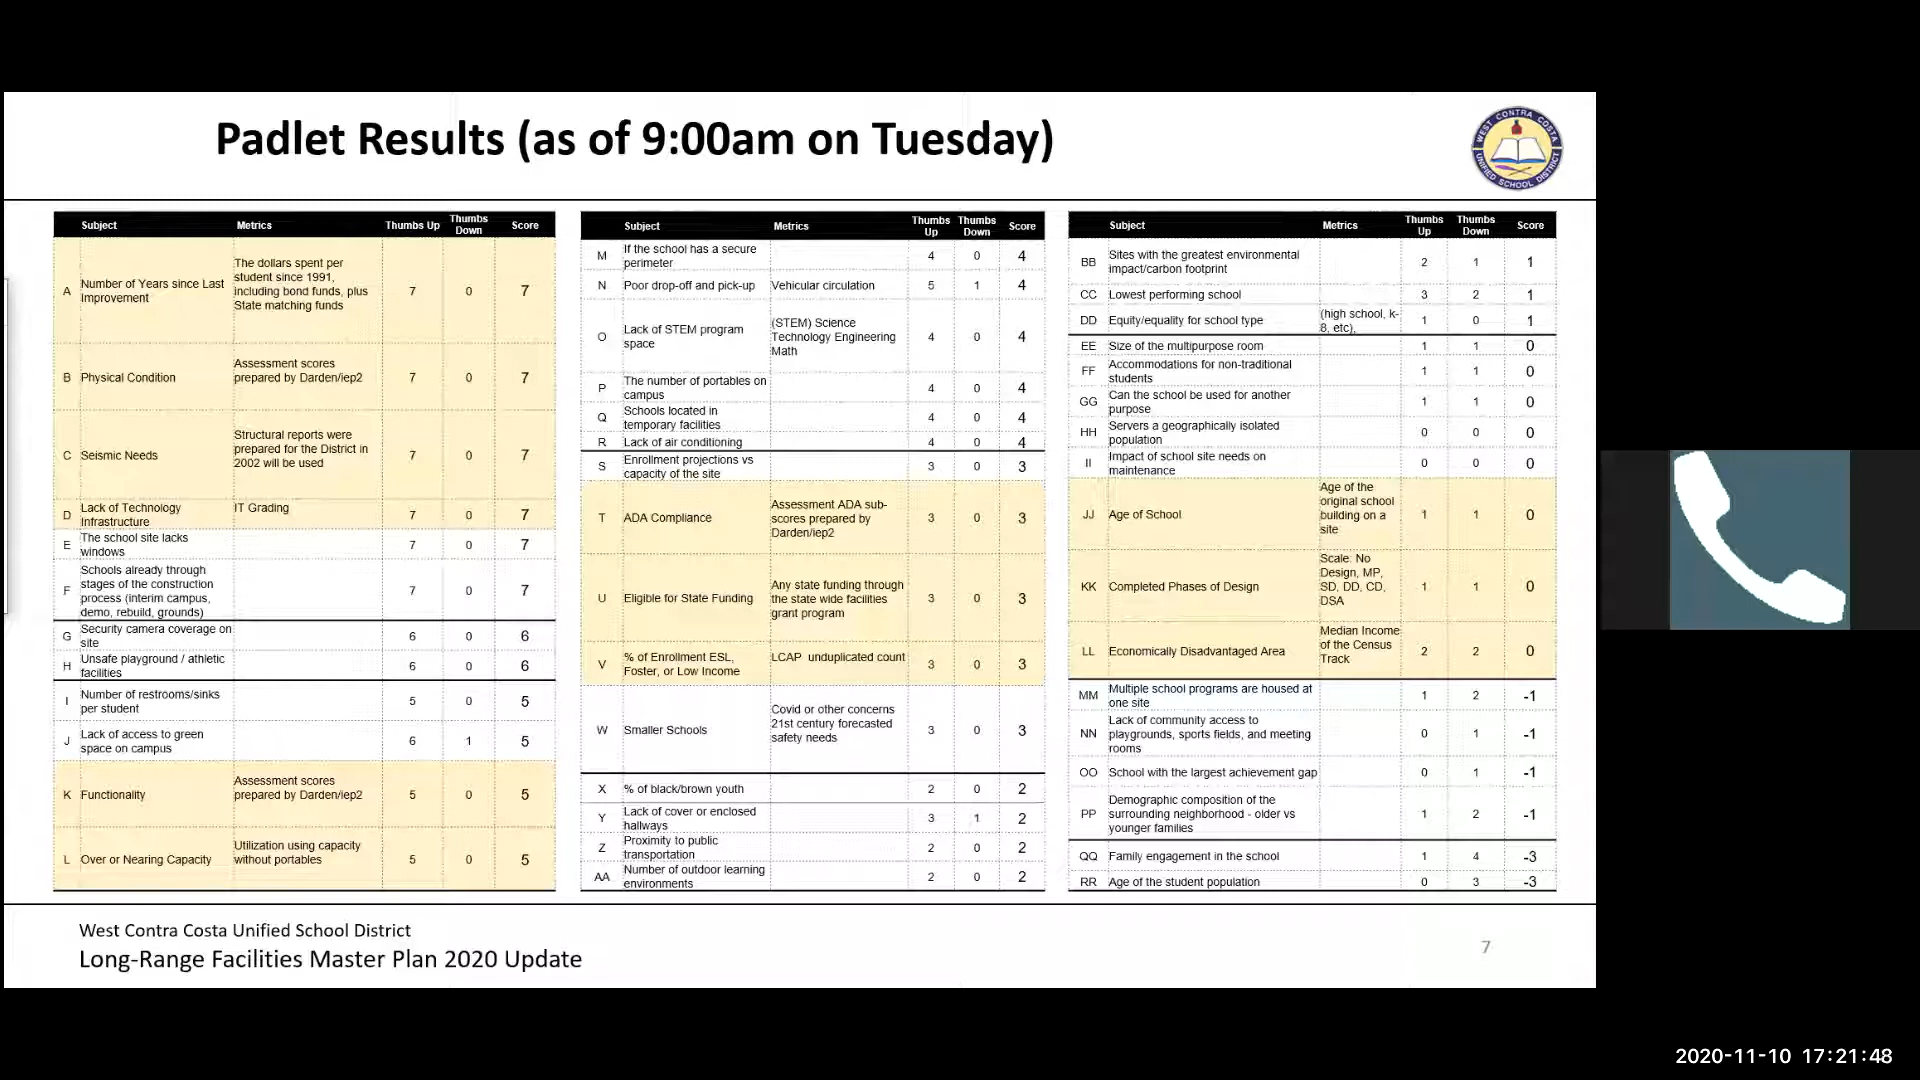 Padlet Results (as of 9:00am on Tuesday)
WEST CONTRA COSTA
UNIFIED SCHOOL DISTRICT
Subject Metrics Thumbs Up Thumbs Down Score
A Number of Years since Last Improvement The dollars spent per student since 1991, including bond funds, plus State matching funds 7 0 7
B Physical Condition Assessment scores prepared by Darden/iep2 7 0 7
C Seismic Needs Structural reports were prepared for the District in 2002 will be used 7 0 7
D Lack of Technology Infrastructure IT Grading 7 0 7
E The school site lacks windows 7 0 7
F Schools already through stages of the construction process (interim campus, demo, rebuild, grounds) 7 0 7
G Security camera coverage on site 6 0 6
H Unsafe playground / athletic facilities 6 0 6
I Number of restrooms/sinks per student 5 0 5
J Lack of access to green space on campus 6 1 5
K Functionality Assessment scores prepared by Darden/iep2 5 0 5
L Over or Nearing Capacity Utilization using capacity without portables 5 0 5
Subject Metrics Thumbs Up Thumbs Down Score
M If the school has a secure perimeter 4 0 4
N Poor drop-off and pick-up Vehicular circulation 5 1 4
O Lack of STEM program space (STEM) Science Technology Engineering Math 4 0 4
P The number of portables on campus 4 0 4
Q Schools located in temporary facilities 4 0 4
R Lack of air conditioning 4 0 4
S Enrollment projections vs capacity of the site 3 0 3
T ADA Compliance Assessment ADA sub-scores prepared by Darden/iep2 3 0 3
U Eligible for State Funding Any state funding through the state wide facilities grant program 3 0 3
V % of Enrollment ESL, Foster, or Low Income LCAP unduplicated count 3 0 3
W Smaller Schools Covid or other concerns 21st century forecasted safety needs 3 0 3
X % of black/brown youth 2 0 2
Y Lack of cover or enclosed hallways 3 1 2
Z Proximity to public transportation 2 0 2
AA Number of outdoor learning environments 2 0 2
Subject Metrics Thumbs Up Thumbs Down Score
BB Sites with the greatest environmental impact/carbon footprint 2 1 1
CC Lowest performing school 3 2 1
DD Equity/equality for school type (high school, k-8, etc), 1 0 1
EE Size of the multipurpose room 1 1 0
FF Accommodations for non-traditional students 1 1 0
GG Can the school be used for another purpose 1 1 0
HH Servers a geographically isolated population 0 0 0
II Impact of school site needs on maintenance 0 0 0
JJ Age of School Age of the original school building on a site 1 1 0
KK Completed Phases of Design Scale: No Design, MP, SD, DD, CD, DSA 1 1 0
LL Economically Disadvantaged Area Median Income of the Census Track 2 2 0
MM Multiple school programs are housed at one site 1 2 -1
NN Lack of community access to playgrounds, sports fields, and meeting rooms 0 1 -1
OO School with the largest achievement gap 0 1 -1
PP Demographic composition of the surrounding neighborhood - older vs younger families 1 2 -1
QQ Family engagement in the school 1 4 -3
RR Age of the student population 0 3 -3
West Contra Costa Unified School District
Long-Range Facilities Master Plan 2020 Update
7
2020-11-10 17:21:48